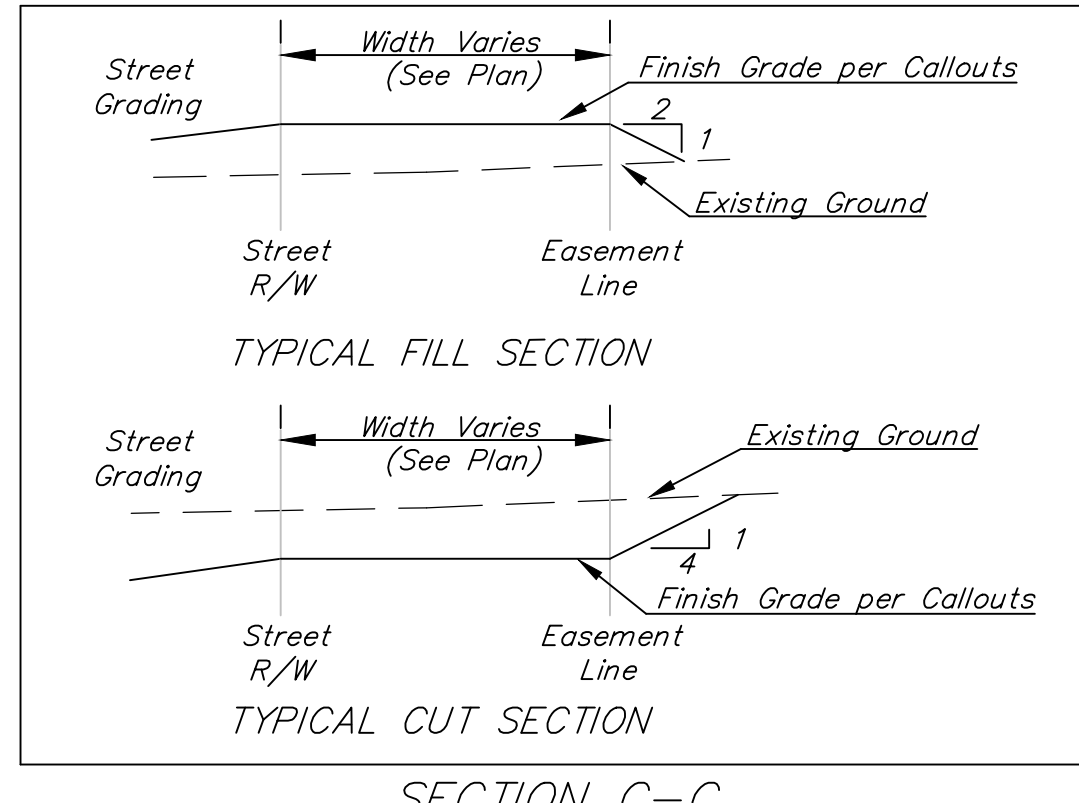 Width Varies
(See Plan)
Street
Grading
Finish Grade per Callouts
2
1
Existing Ground
Street
R/W
Easement
Line
TYPICAL FILL SECTION
Width Varies
(See Plan)
Street
Grading
Existing Ground
1
4
Finish Grade per Callouts
Street
R/W
Easement
Line
TYPICAL CUT SECTION
SECTION C-C